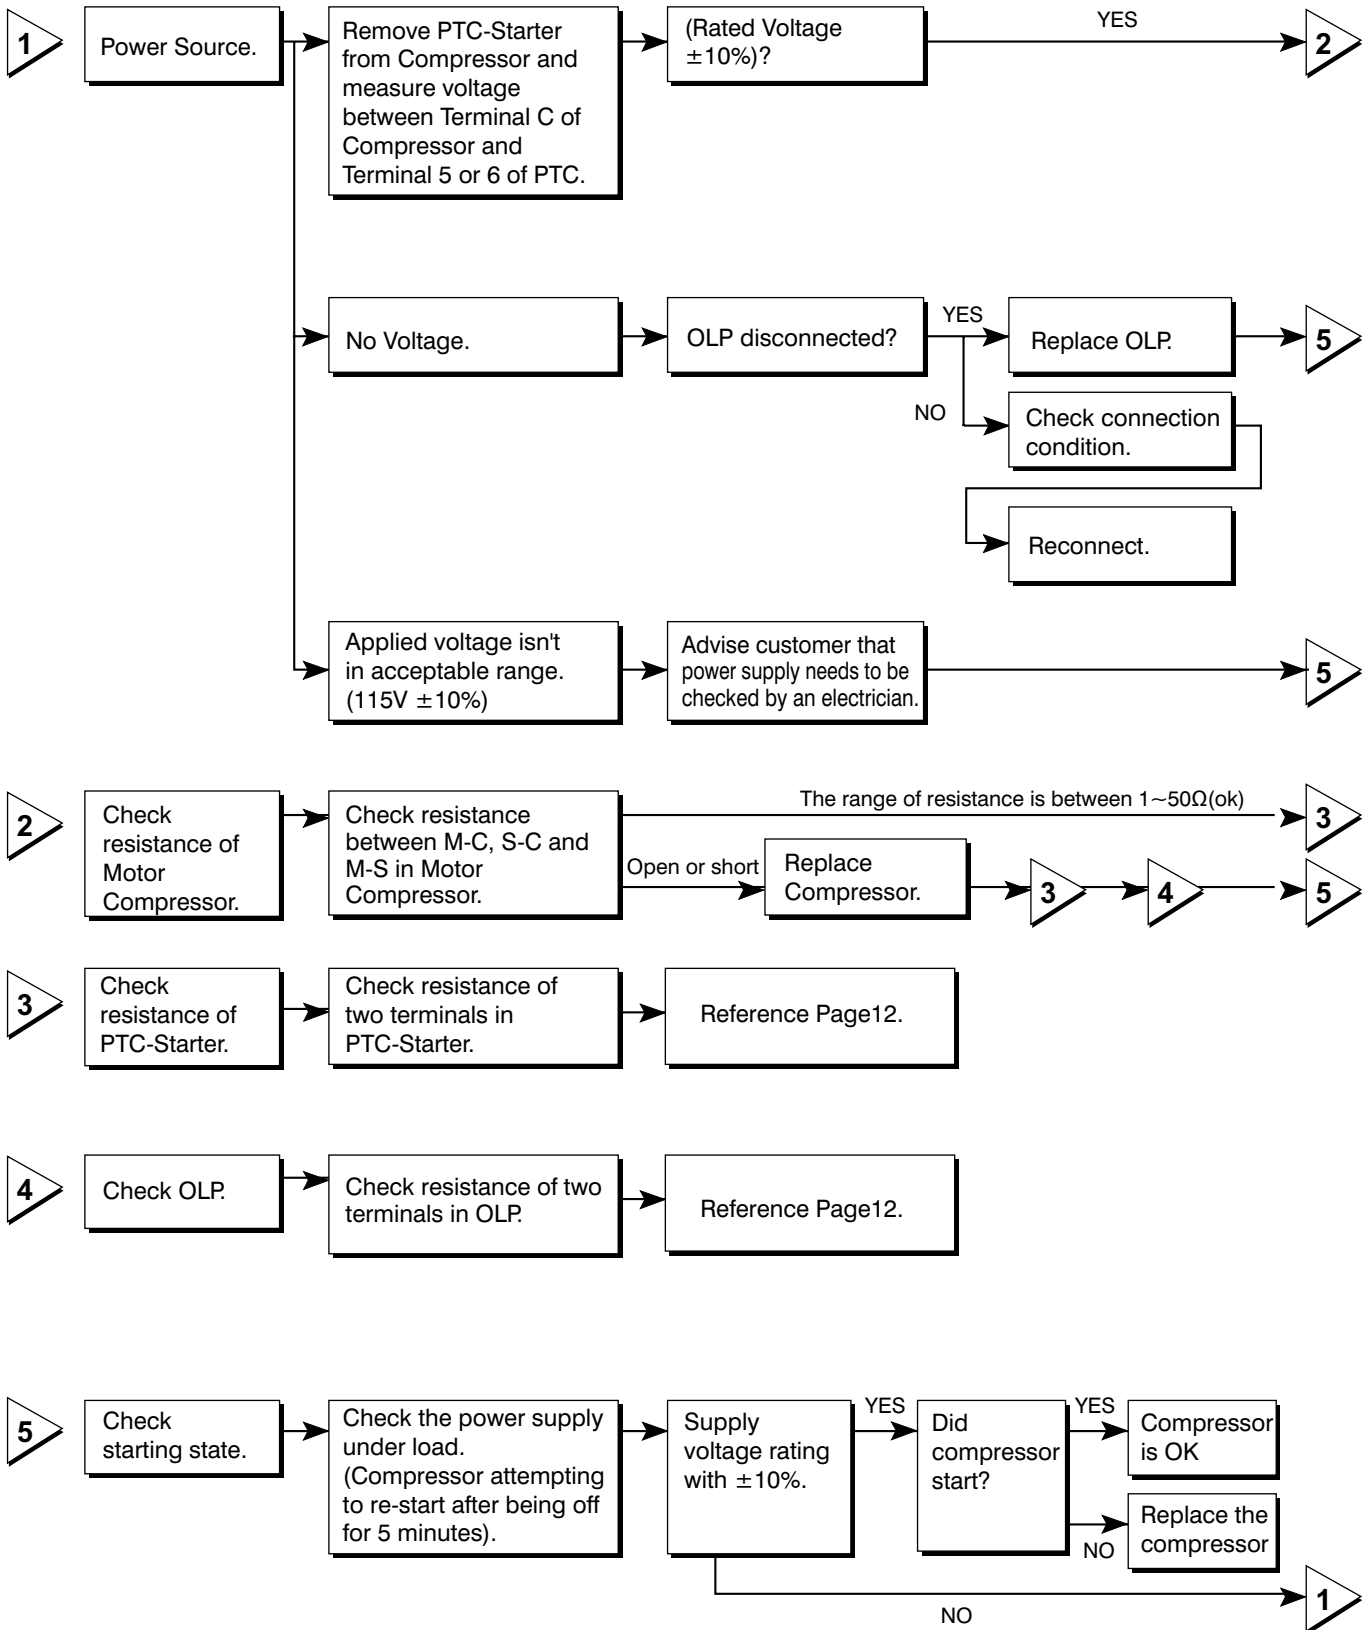 1
Power Source.
Remove PTC-Starter
from Compressor and
measure voltage
between Terminal C of
Compressor and
Terminal 5 or 6 of PTC.
(Rated Voltage
±10%)?
YES
2
No Voltage.
OLP disconnected?
YES
Replace OLP.
5
NO
Check connection
condition.
Reconnect.
Applied voltage isn't
in acceptable range.
(115V ±10%)
Advise customer that
power supply needs to be
checked by an electrician.
5
2
Check
resistance of
Motor
Compressor.
Check resistance
between M-C, S-C and
M-S in Motor
Compressor.
The range of resistance is between 1~50Ω(ok)
3
Open or short
Replace
Compressor.
3
4
5
3
Check
resistance of
PTC-Starter.
Check resistance of
two terminals in
PTC-Starter.
Reference Page12.
4
Check OLP.
Check resistance of two
terminals in OLP.
Reference Page12.
5
Check
starting state.
Check the power supply
under load.
(Compressor attempting
to re-start after being off
for 5 minutes).
Supply
voltage rating
with ±10%.
YES
Did
compressor
start?
YES
Compressor
is OK
NO
Replace the
compressor
NO
1